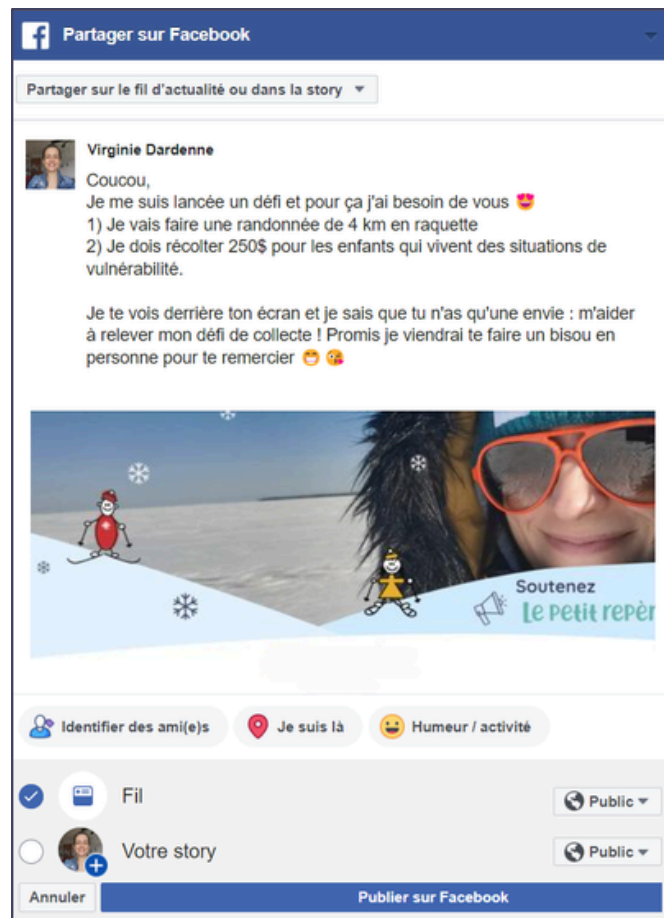 Partager sur Facebook
Partager sur le fil d'actualité ou dans la story
Virginie Dardenne
Coucou,
Je me suis lancée un défi et pour ça j'ai besoin de vous 😍
1) Je vais faire une randonnée de 4 km en raquette
2) Je dois récolter 250$ pour les enfants qui vivent des situations de
vulnérabilité.
Je te vois derrière ton écran et je sais que tu n'as qu'une envie : m'aider
à relever mon défi de collecte ! Promis je viendrai te faire un bisou en
personne pour te remercier 😁 😘
Soutenez
Le Petit repèr
Identifier des ami(e)s
Je suis là
Humeur / activité
Fil
Public
Votre story
Public
Annuler
Publier sur Facebook